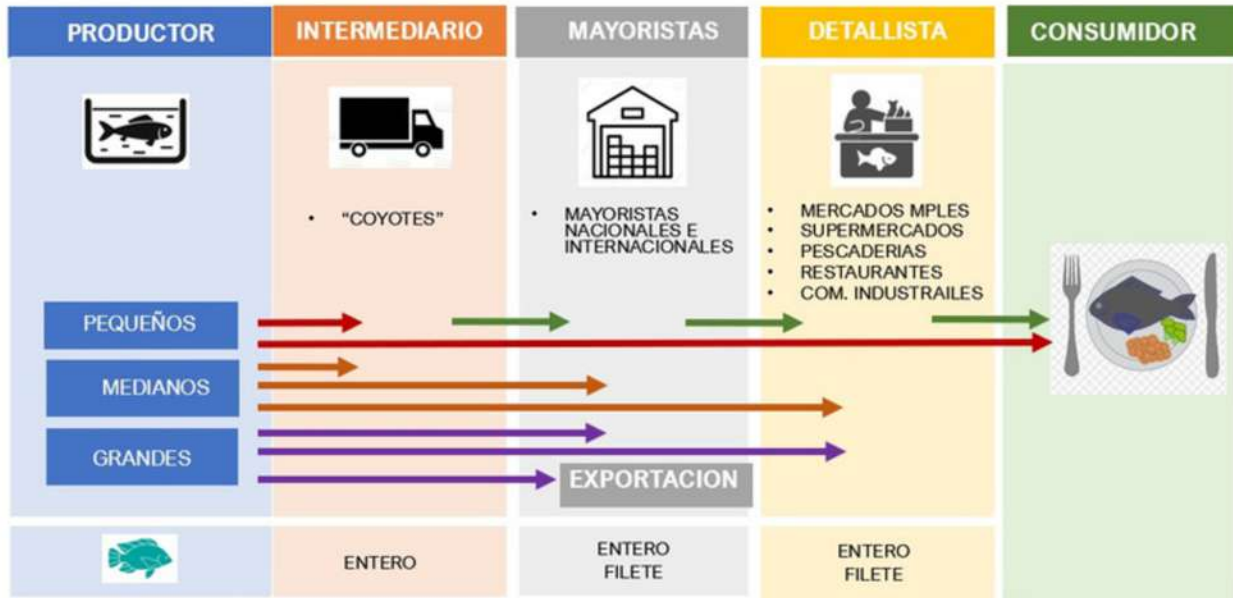 PRODUCTOR
INTERMEDIARIO
MAYORISTAS
DETALLISTA
CONSUMIDOR
• “COYOTES”
• MAYORISTAS
NACIONALES E
INTERNACIONALES
• MERCADOS MPLES
• SUPERMERCADOS
• PESCADERIAS
• RESTAURANTES
• COM. INDUSTRAILES
PEQUEÑOS
MEDIANOS
GRANDES
EXPORTACION
ENTERO
ENTERO
FILETE
ENTERO
FILETE